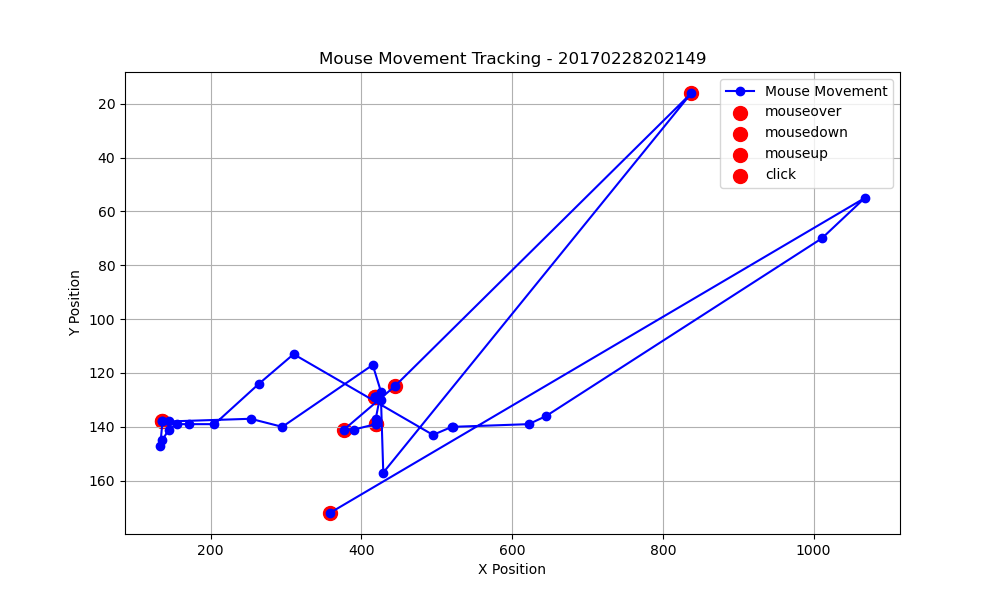 Mouse Movement Tracking - 20170228202149
Mouse Movement
mouseover
mousedown
mouseup
click
20
40
60
80
100
120
140
160
Y Position
200
400
600
800
1000
X Position